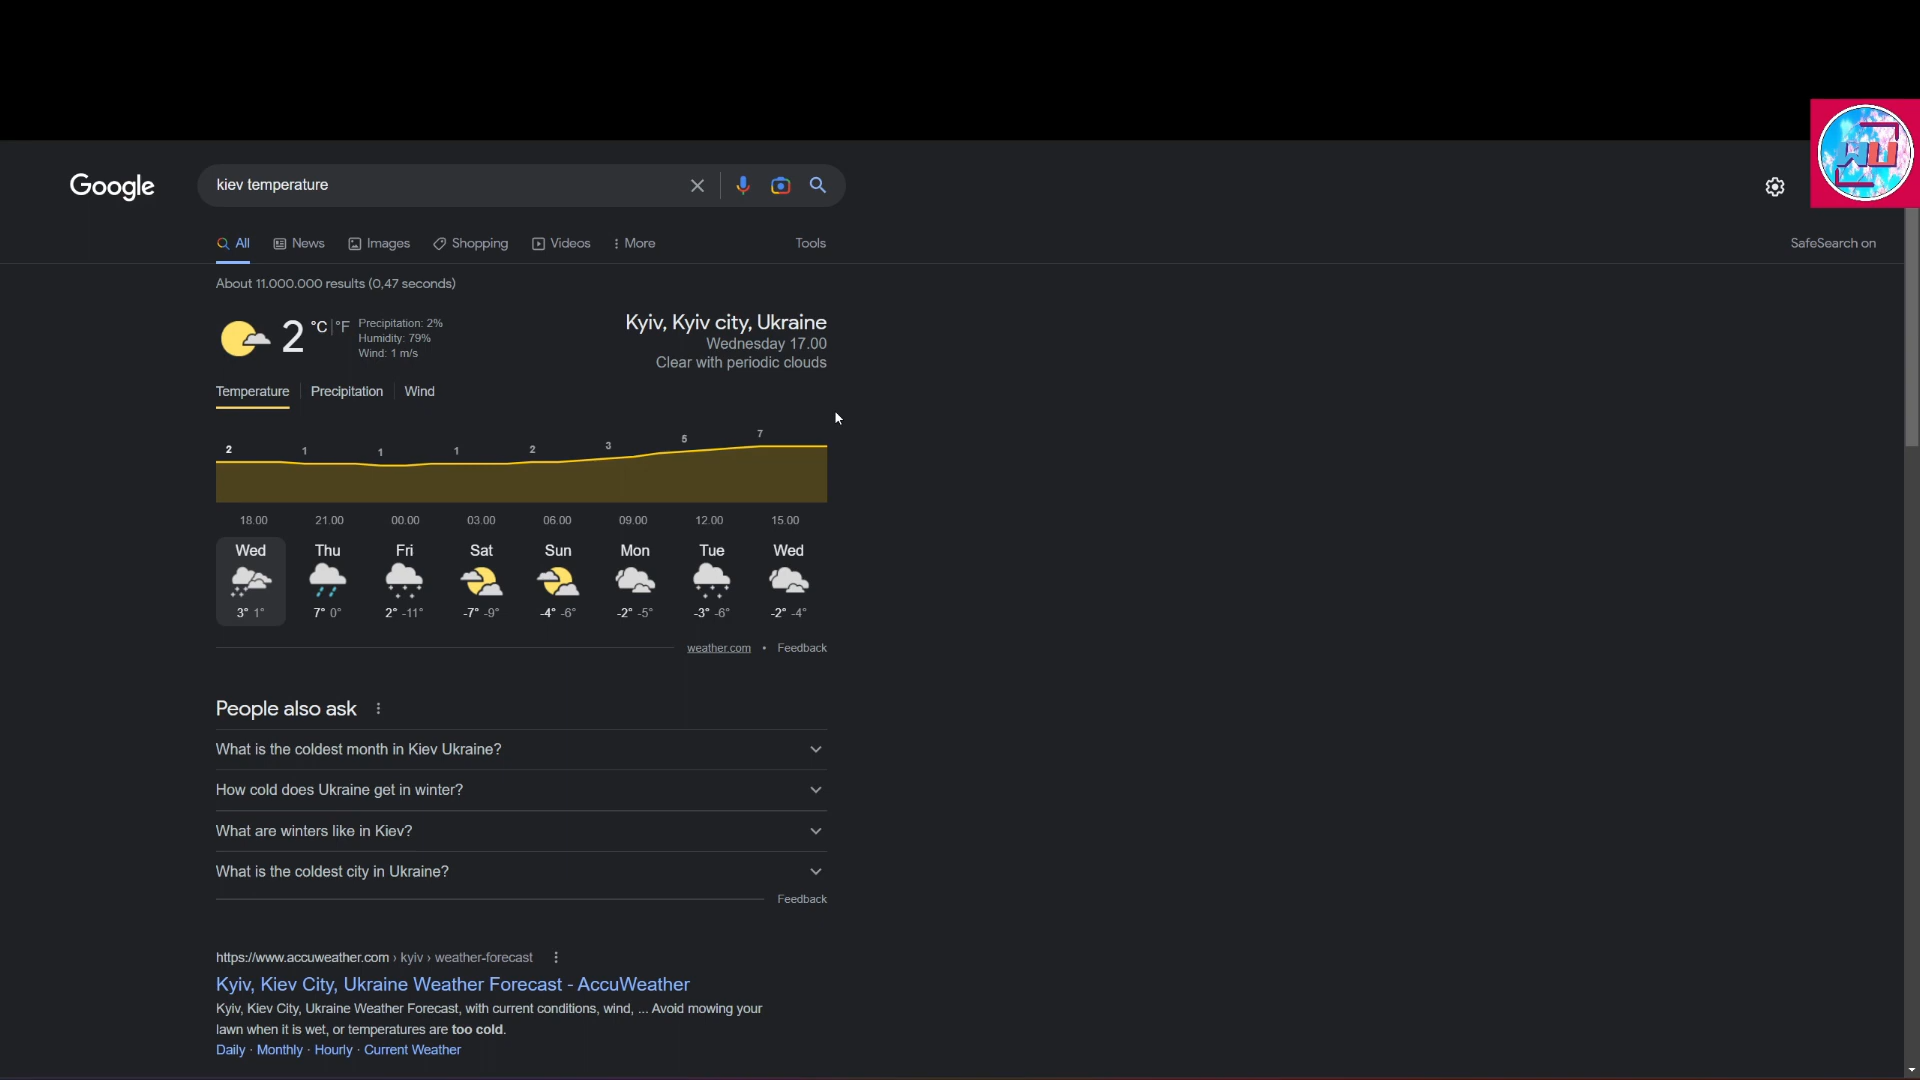 WU
Google
kiev temperature
All News Images Shopping Videos More Tools SafeSearch on
About 11.000.000 results (0,47 seconds)
2 °C | °F
Precipitation: 2%
Humidity: 79%
Wind: 1 m/s
Kyiv, Kyiv city, Ukraine
Wednesday 17.00
Clear with periodic clouds
Temperature Precipitation Wind
2 1 1 1 2 3 5 7
18.00 21.00 00.00 03.00 06.00 09.00 12.00 15.00
Wed Thu Fri Sat Sun Mon Tue Wed
3° 1° 7° 0° 2° -11° -7° -9° -4° -6° -2° -5° -3° -6° -2° -4°
weather.com • Feedback
People also ask
What is the coldest month in Kiev Ukraine?
How cold does Ukraine get in winter?
What are winters like in Kiev?
What is the coldest city in Ukraine?
Feedback
https://www.accuweather.com › kyiv › weather-forecast
Kyiv, Kiev City, Ukraine Weather Forecast - AccuWeather
Kyiv, Kiev City, Ukraine Weather Forecast, with current conditions, wind, ... Avoid mowing your
lawn when it is wet, or temperatures are too cold.
Daily · Monthly · Hourly · Current Weather